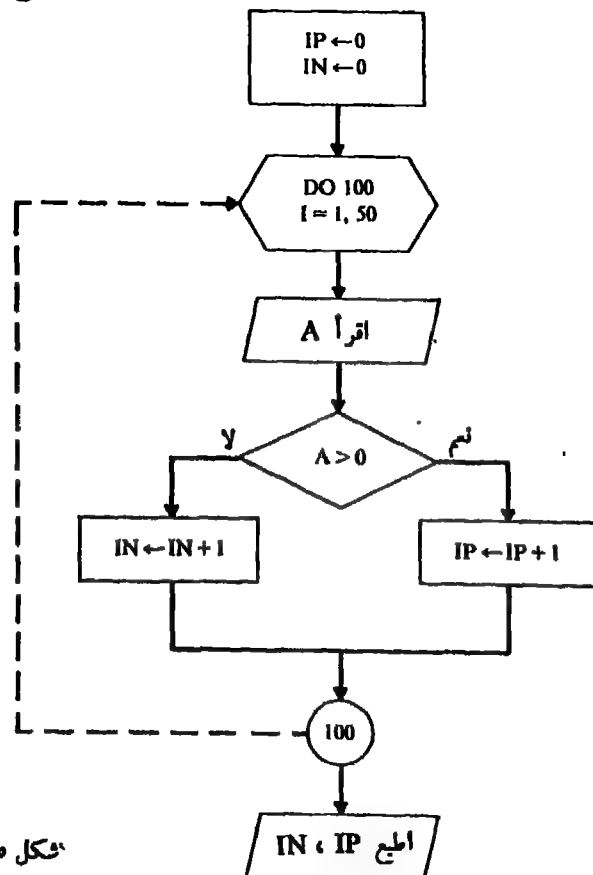 IP ← 0
IN ← 0
DO 100
I = 1, 50
اقرأ A
A > 0
لا
نعم
IN ← IN + 1
IP ← IP + 1
100
اطبع IN ، IP
شكل